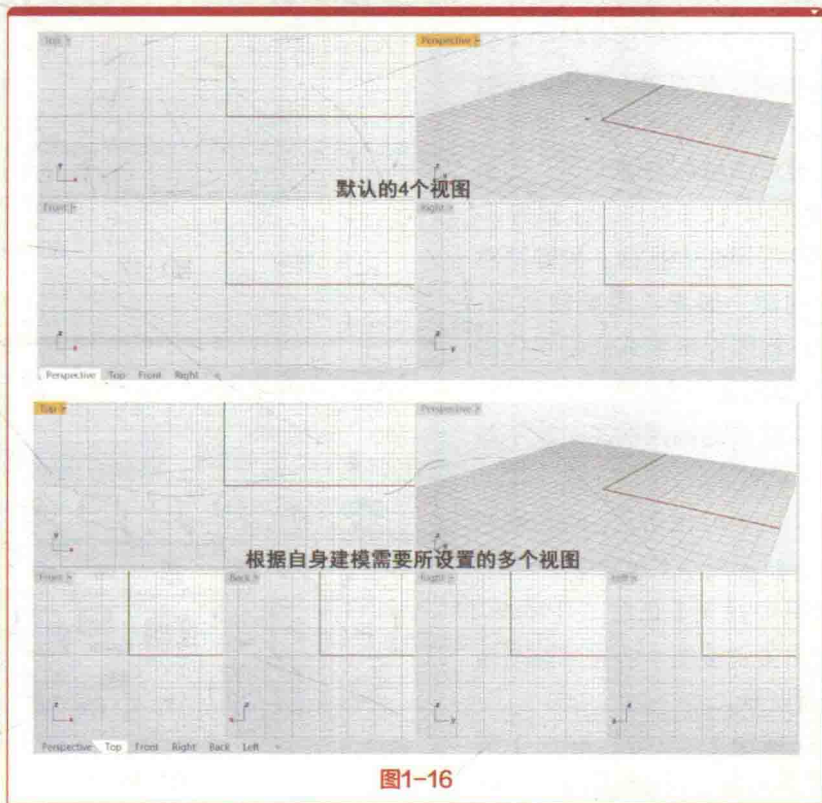 Top
Perspective
z
y
x
默认的4个视图
Front
Right
z
x
z
y
Perspective Top Front Right
Top
Perspective
y
x
z
根据自身建模需要所设置的多个视图
Front
Back
Right
Left
z
x
z
x
z
y
z
y
Perspective Top Front Right Back Left
图1-16